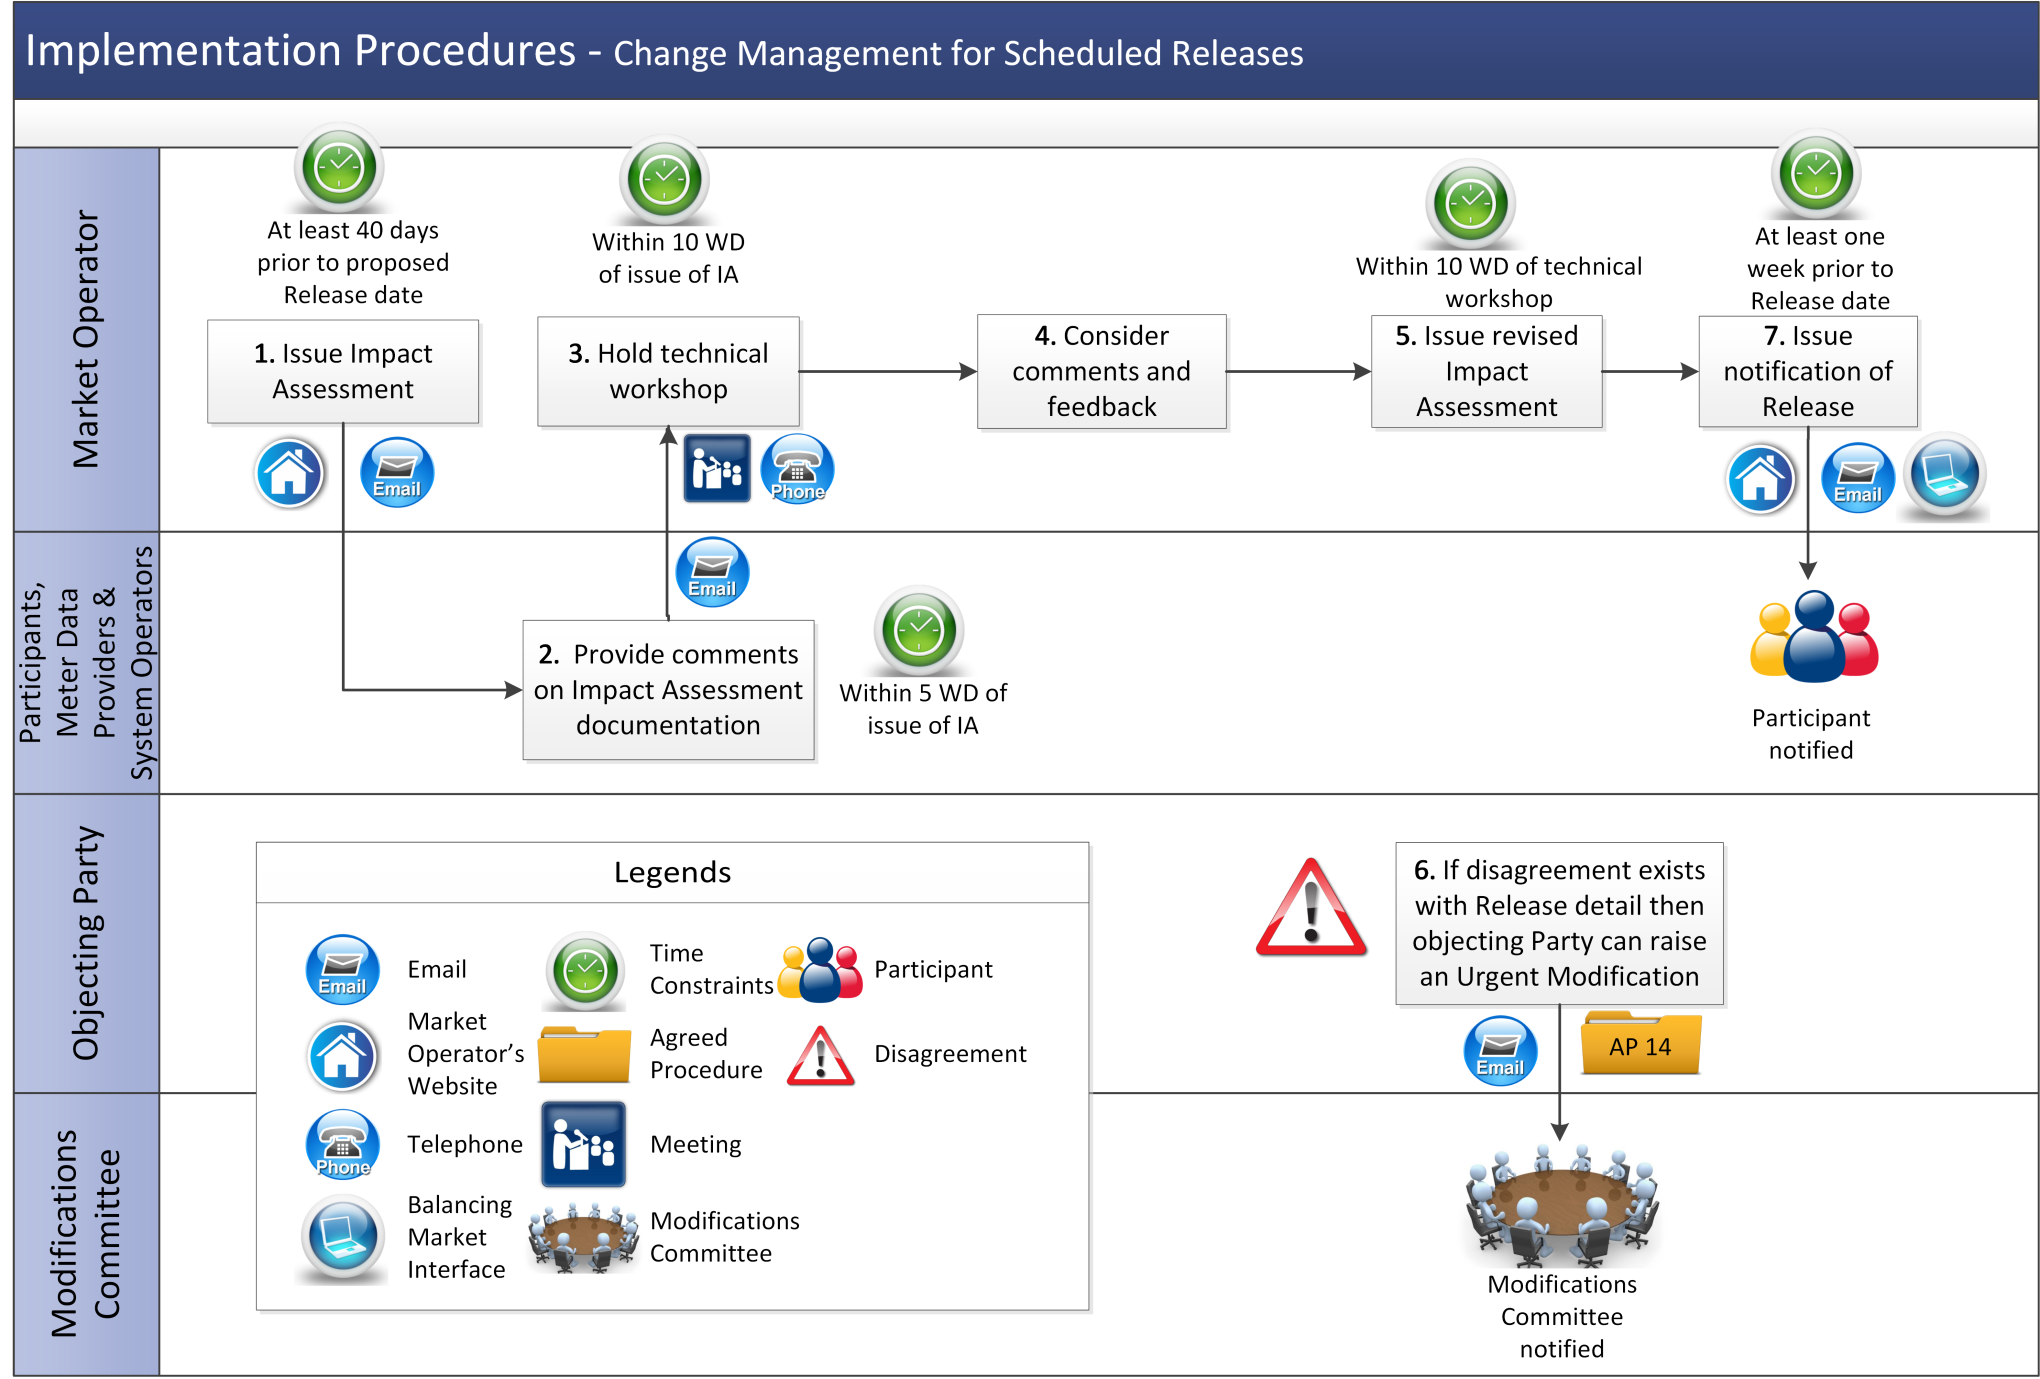 Implementation Procedures - Change Management for Scheduled Releases
Market Operator
At least 40 days
prior to proposed
Release date
1. Issue Impact
Assessment
Email
Within 10 WD
of issue of IA
3. Hold technical
workshop
Phone
4. Consider
comments and
feedback
Within 10 WD of technical
workshop
5. Issue revised
Impact
Assessment
At least one
week prior to
Release date
7. Issue
notification of
Release
Email
Participants,
Meter Data
Providers &
System Operators
Email
2. Provide comments
on Impact Assessment
documentation
Within 5 WD of
issue of IA
Participant
notified
Objecting Party
6. If disagreement exists
with Release detail then
objecting Party can raise
an Urgent Modification
Email
AP 14
Modifications
Committee
Modifications
Committee
notified
Legends
Email
Email
Time
Constraints
Participant
Market
Operator’s
Website
Agreed
Procedure
Disagreement
Phone
Telephone
Meeting
Balancing
Market
Interface
Modifications
Committee